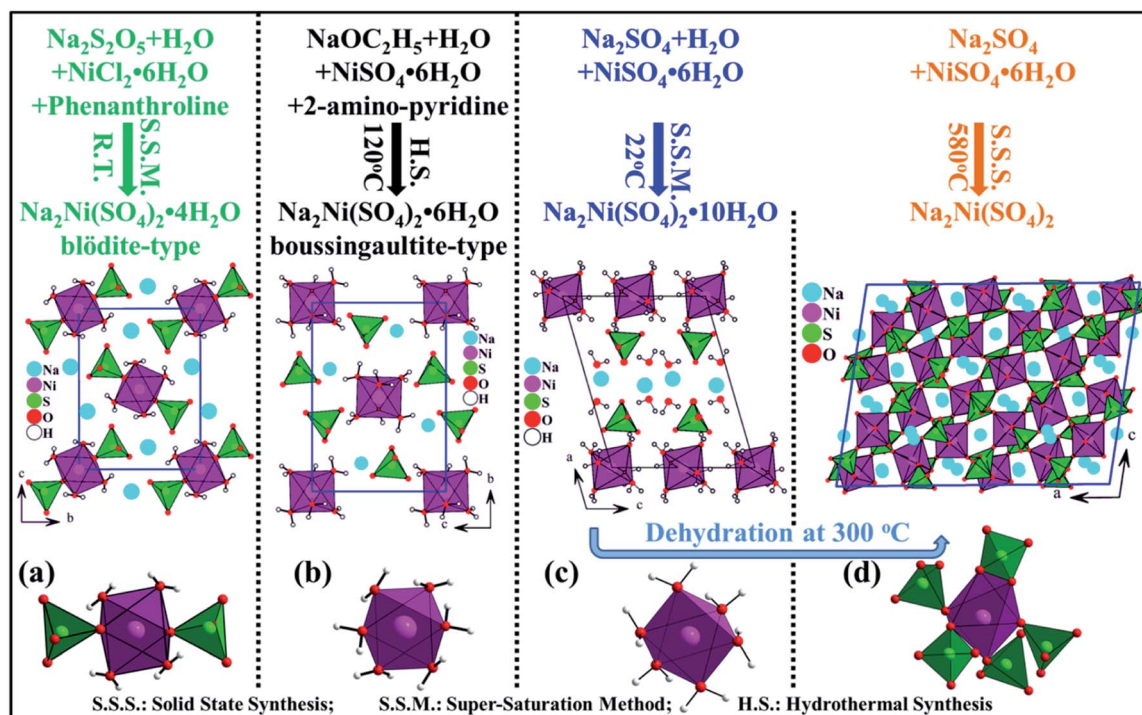 Na₂S₂O₅+H₂O
+NiCl₂•6H₂O
+Phenanthroline
S.S.M.
R.T.
Na₂Ni(SO₄)₂•4H₂O
blödite-type
Na
Ni
S
O
H
c
b
(a)
NaOC₂H₅+H₂O
+NiSO₄•6H₂O
+2-amino-pyridine
H.S.
120°C
Na₂Ni(SO₄)₂•6H₂O
boussingaultite-type
Na
Ni
S
O
H
b
c
(b)
Na₂SO₄+H₂O
+NiSO₄•6H₂O
S.S.M.
22°C
Na₂Ni(SO₄)₂•10H₂O
Na
Ni
S
O
H
a
c
(c)
Na₂SO₄
+NiSO₄•6H₂O
S.S.S.
580°C
Na₂Ni(SO₄)₂
Na
Ni
S
O
c
a
Dehydration at 300 °C
(d)
S.S.S.: Solid State Synthesis; S.S.M.: Super-Saturation Method; H.S.: Hydrothermal Synthesis